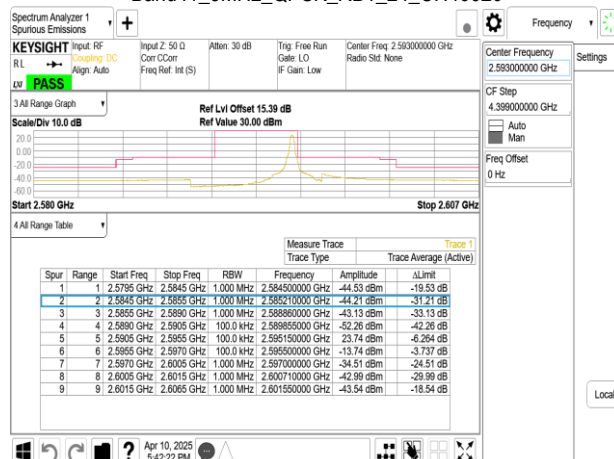 Spectrum Analyzer 1
Spurious Emissions
Frequency
Settings
KEYSIGHT
Input: RF
Coupling: DC
Align: Auto
Input Z: 50 Ω
Corr CCorr
Freq Ref: Int (S)
Atten: 30 dB
Trig: Free Run
Gate: LO
IF Gain: Low
Center Freq: 2.593000000 GHz
Radio Std: None
RL
LXI
PASS
Center Frequency
2.593000000 GHz
CF Step
4.399000000 GHz
Auto
Man
Freq Offset
0 Hz
3 All Range Graph
Scale/Div 10.0 dB
Ref Lvl Offset 15.39 dB
Ref Value 30.00 dBm
20.0
0.00
-20.0
-40.0
-60.0
Start 2.580 GHz
Stop 2.607 GHz
4 All Range Table
Measure Trace Trace 1
Trace Type Trace Average (Active)
Spur Range Start Freq Stop Freq RBW Frequency Amplitude ΔLimit
1 1 2.5795 GHz 2.5845 GHz 1.000 MHz 2.584500000 GHz -44.53 dBm -19.53 dB
2 2 2.5845 GHz 2.5855 GHz 1.000 MHz 2.585210000 GHz -44.21 dBm -31.21 dB
3 3 2.5855 GHz 2.5890 GHz 1.000 MHz 2.588860000 GHz -43.13 dBm -33.13 dB
4 4 2.5890 GHz 2.5905 GHz 100.0 kHz 2.589855000 GHz -52.26 dBm -42.26 dB
5 5 2.5905 GHz 2.5955 GHz 100.0 kHz 2.595150000 GHz 23.74 dBm -6.264 dB
6 6 2.5955 GHz 2.5970 GHz 100.0 kHz 2.595500000 GHz -13.74 dBm -3.737 dB
7 7 2.5970 GHz 2.6005 GHz 1.000 MHz 2.597000000 GHz -34.51 dBm -24.51 dB
8 8 2.6005 GHz 2.6015 GHz 1.000 MHz 2.600710000 GHz -42.99 dBm -29.99 dB
9 9 2.6015 GHz 2.6065 GHz 1.000 MHz 2.601550000 GHz -43.54 dBm -18.54 dB
Local
Apr 10, 2025
5:42:22 PM